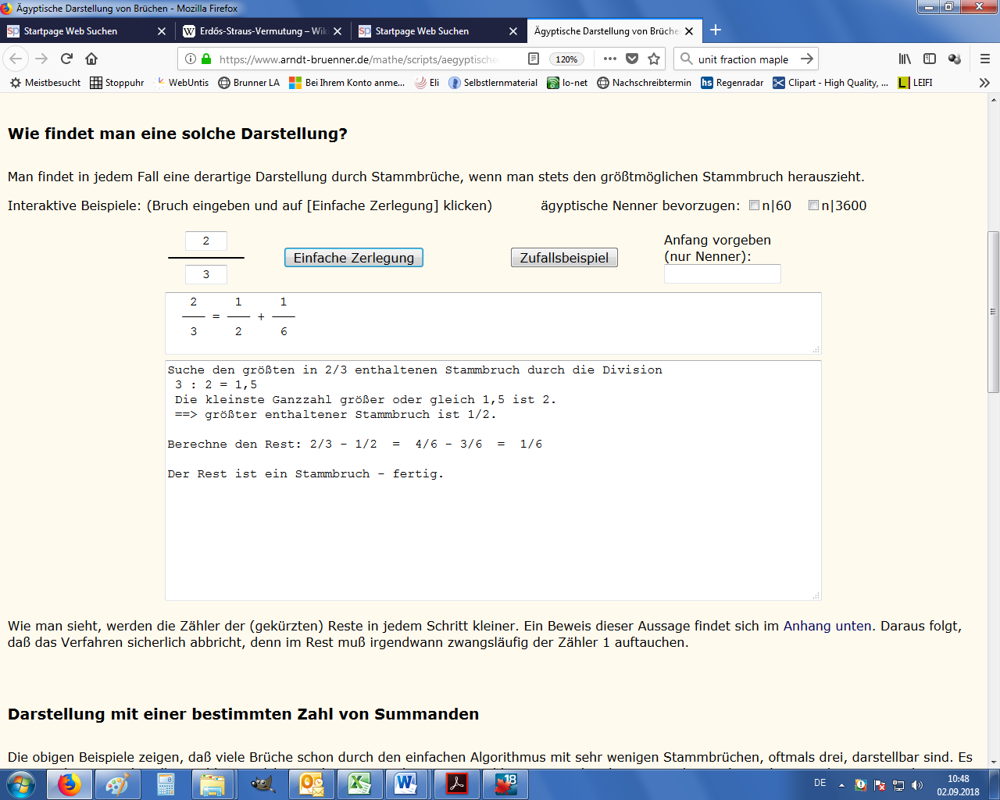 Ägyptische Darstellung von Brüchen - Mozilla Firefox
Startpage Web Suchen
Erdős-Straus-Vermutung – Wik
Startpage Web Suchen
Ägyptische Darstellung von Brüche
https://www.arndt-bruenner.de/mathe/scripts/aegyptische
120%
unit fraction maple
Meistbesucht
Stoppuhr
WebUntis
Brunner LA
Bei Ihrem Konto anme...
Eli
Selbstlernmaterial
lo-net
Nachschreibtermin
hs Regenradar
Clipart - High Quality, ...
L LEIFI
Wie findet man eine solche Darstellung?
Man findet in jedem Fall eine derartige Darstellung durch Stammbrüche, wenn man stets den größtmöglichen Stammbruch herauszieht.
Interaktive Beispiele: (Bruch eingeben und auf [Einfache Zerlegung] klicken) ägyptische Nenner bevorzugen: n|60 n|3600
2
3
Einfache Zerlegung
Zufallsbeispiel
Anfang vorgeben
(nur Nenner):
2 1 1
= +
3 2 6
Suche den größten in 2/3 enthaltenen Stammbruch durch die Division
3 : 2 = 1,5
Die kleinste Ganzzahl größer oder gleich 1,5 ist 2.
==> größter enthaltener Stammbruch ist 1/2.
Berechne den Rest: 2/3 - 1/2 = 4/6 - 3/6 = 1/6
Der Rest ist ein Stammbruch - fertig.
Wie man sieht, werden die Zähler der (gekürzten) Reste in jedem Schritt kleiner. Ein Beweis dieser Aussage findet sich im Anhang unten. Daraus folgt,
daß das Verfahren sicherlich abbricht, denn im Rest muß irgendwann zwangsläufig der Zähler 1 auftauchen.
Darstellung mit einer bestimmten Zahl von Summanden
Die obigen Beispiele zeigen, daß viele Brüche schon durch den einfachen Algorithmus mit sehr wenigen Stammbrüchen, oftmals drei, darstellbar sind. Es
18
DE
10:48
02.09.2018